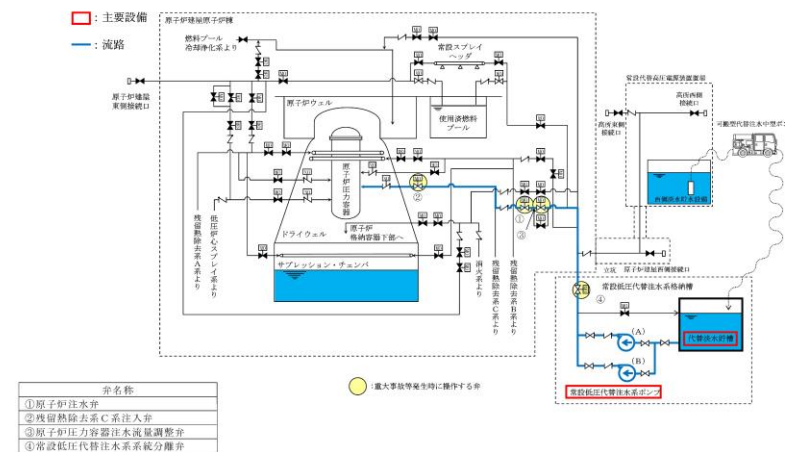 ：主要設備
：流路
原子炉建屋原子炉棟
燃料プール
冷却浄化系より
常設スプレイ
ヘッダ
原子炉建屋
東側接続口
原子炉ウェル
使用済燃料
プール
常設代替高圧電源装置置場
高所西側
接続口
高所東側
接続口
可搬型代替注水中型ポンプ
西側淡水貯水設備
原子炉圧力容器
②
①
③
原子炉
格納容器下部へ
ドライウェル
サプレッション・チェンバ
残留熱除去系A系より
低圧炉心スプレイ系より
消火系より
残留熱除去系C系より
残留熱除去系B系より
立坑
原子炉建屋西側接続口
常設低圧代替注水系格納槽
④
(A)
(B)
代替淡水貯槽
常設低圧代替注水系ポンプ
：重大事故等発生時に操作する弁
弁名称
①原子炉注水弁
②残留熱除去系C系注入弁
③原子炉圧力容器注水流量調整弁
④常設低圧代替注水系系統分離弁